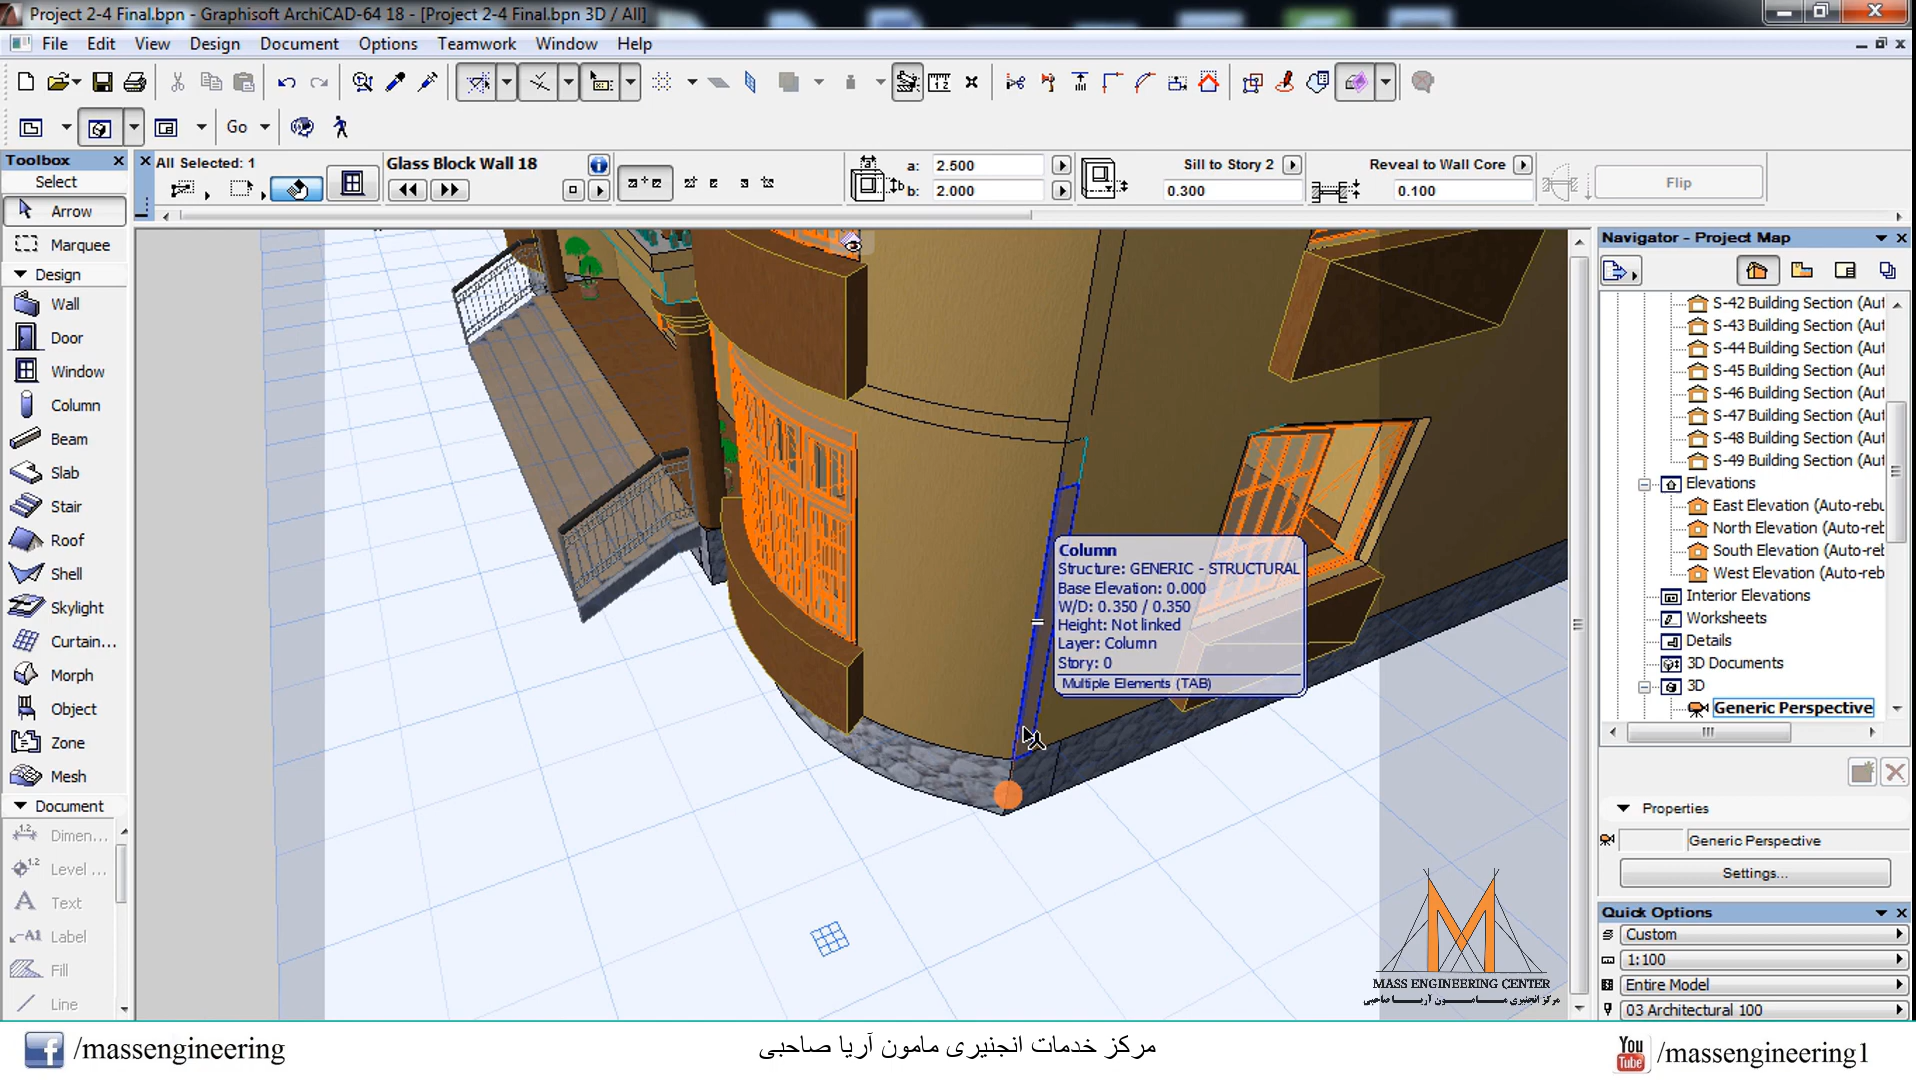 Project 2-4 Final.bpn - Graphisoft ArchiCAD-64 18 - [Project 2-4 Final.bpn 3D / All]
File Edit View Design Document Options Teamwork Window Help
Go
Toolbox
Select
Arrow
Marquee
Design
Wall
Door
Window
Column
Beam
Slab
Stair
Roof
Shell
Skylight
Curtain...
Morph
Object
Zone
Mesh
Document
Dimen...
Level ...
Text
Label
Fill
Line
All Selected: 1
Glass Block Wall 18
a: 2.500
b: 2.000
Sill to Story 2
0.300
Reveal to Wall Core
0.100
Flip
Column
Structure: GENERIC - STRUCTURAL
Base Elevation: 0.000
W/D: 0.350 / 0.350
Height: Not linked
Layer: Column
Story: 0
Multiple Elements (TAB)
Navigator - Project Map
S-42 Building Section (Aut
S-43 Building Section (Aut
S-44 Building Section (Aut
S-45 Building Section (Aut
S-46 Building Section (Aut
S-47 Building Section (Aut
S-48 Building Section (Aut
S-49 Building Section (Aut
Elevations
East Elevation (Auto-rebu
North Elevation (Auto-ret
South Elevation (Auto-reb
West Elevation (Auto-reb
Interior Elevations
Worksheets
Details
3D Documents
3D
Generic Perspective
Properties
Generic Perspective
Settings...
Quick Options
Custom
1:100
Entire Model
03 Architectural 100
MASS ENGINEERING CENTER
مرکز انجنیری مامون آریا صاحبی
/massengineering
مرکز خدمات انجنیری مامون آریا صاحبی
You Tube /massengineering1